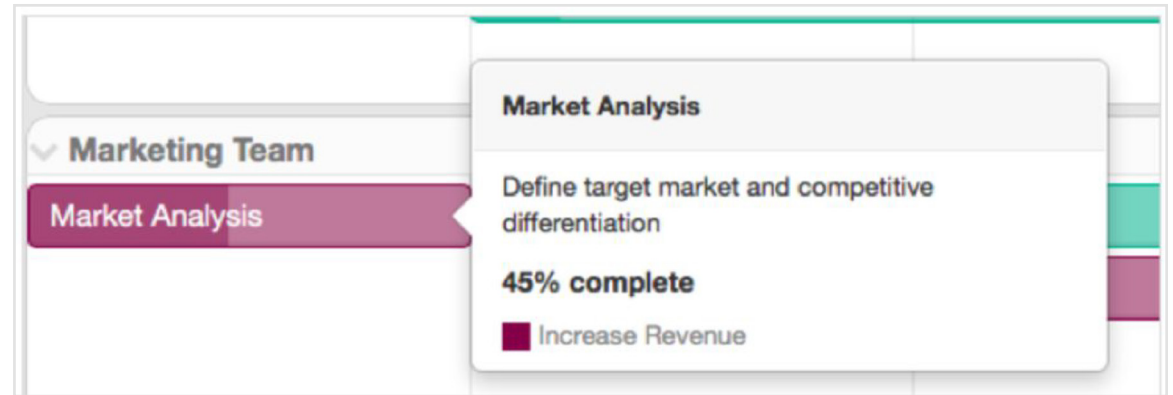 Market Analysis
Marketing Team
Define target market and competitive
differentiation
Market Analysis
45% complete
Increase Revenue